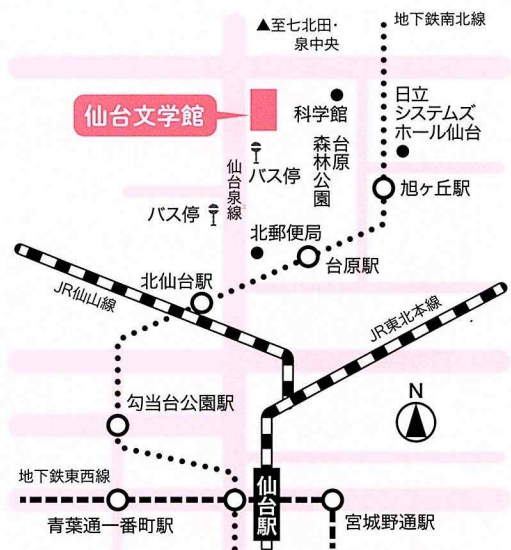 ▲至七北田・
泉中央
地下鉄南北線
仙台文学館
科学館
日立
システムズ
ホール仙台
台原
森林公園
仙台泉線
バス停
旭ヶ丘駅
バス停
北郵便局
台原駅
北仙台駅
JR仙山線
JR東北本線
N
勾当台公園駅
地下鉄東西線
仙台駅
青葉通一番町駅
宮城野通駅